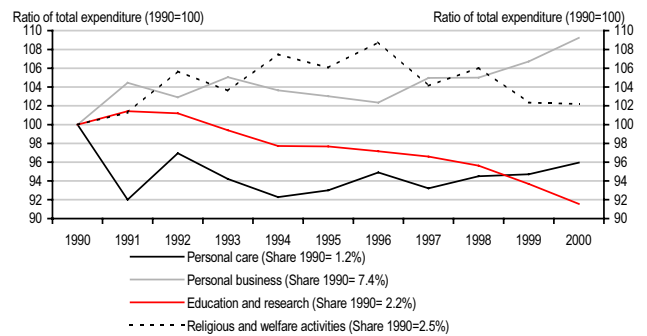 Ratio of total expenditure (1990=100) Ratio of total expenditure (1990=100)
110 110
108 108
106 106
104 104
102 102
100 100
98 98
96 96
94 94
92 92
90 90
1990 1991 1992 1993 1994 1995 1996 1997 1998 1999 2000
Personal care (Share 1990= 1.2%)
Personal business (Share 1990= 7.4%)
Education and research (Share 1990= 2.2%)
Religious and welfare activities (Share 1990=2.5%)